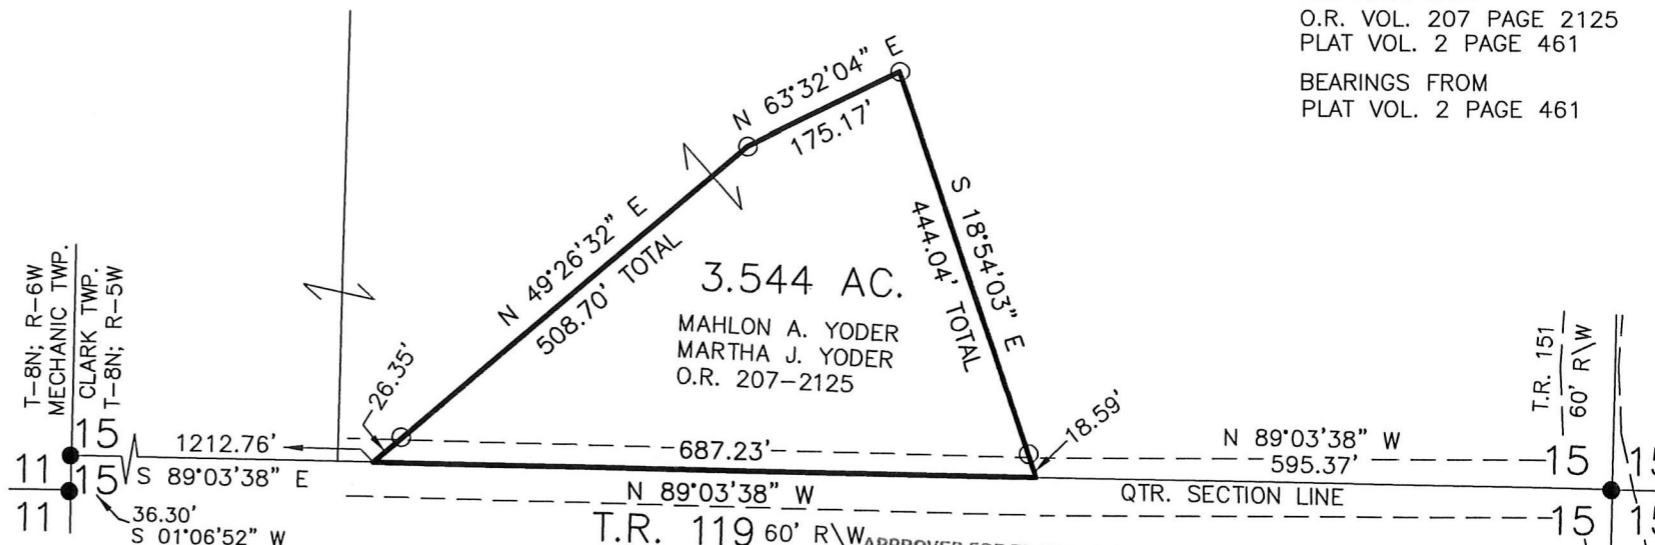 O.R. VOL. 207 PAGE 2125
PLAT VOL. 2 PAGE 461
BEARINGS FROM
PLAT VOL. 2 PAGE 461
N 63°32'04" E
175.17'
N 49°26'32" E
508.70' TOTAL
S 18°54'03" E
444.04' TOTAL
3.544 AC.
MAHLON A. YODER
MARTHA J. YODER
O.R. 207-2125
T-8N; R-6W
MECHANIC TWP.
CLARK TWP.
T-8N; R-5W
26.35'
18.59'
T.R. 151
60' R\W
15
1212.76'
687.23'
N 89°03'38" W
595.37'
15
15
11
15
S 89°03'38" E
N 89°03'38" W
QTR. SECTION LINE
11
36.30'
S 01°06'52" W
T.R. 119 60' R\W
15
15